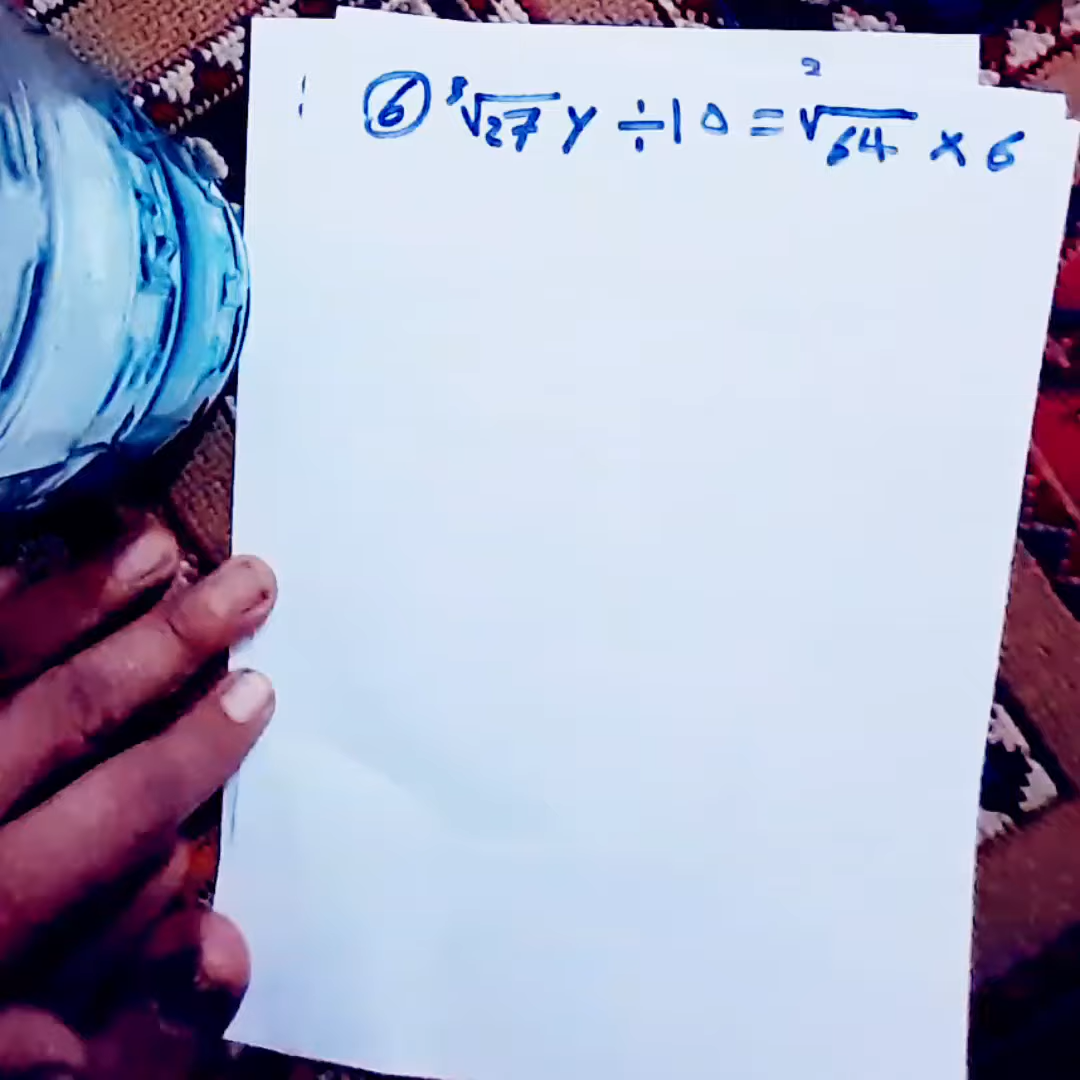 ⑥ ³√27 y ÷ 10 = ²√64 × 6